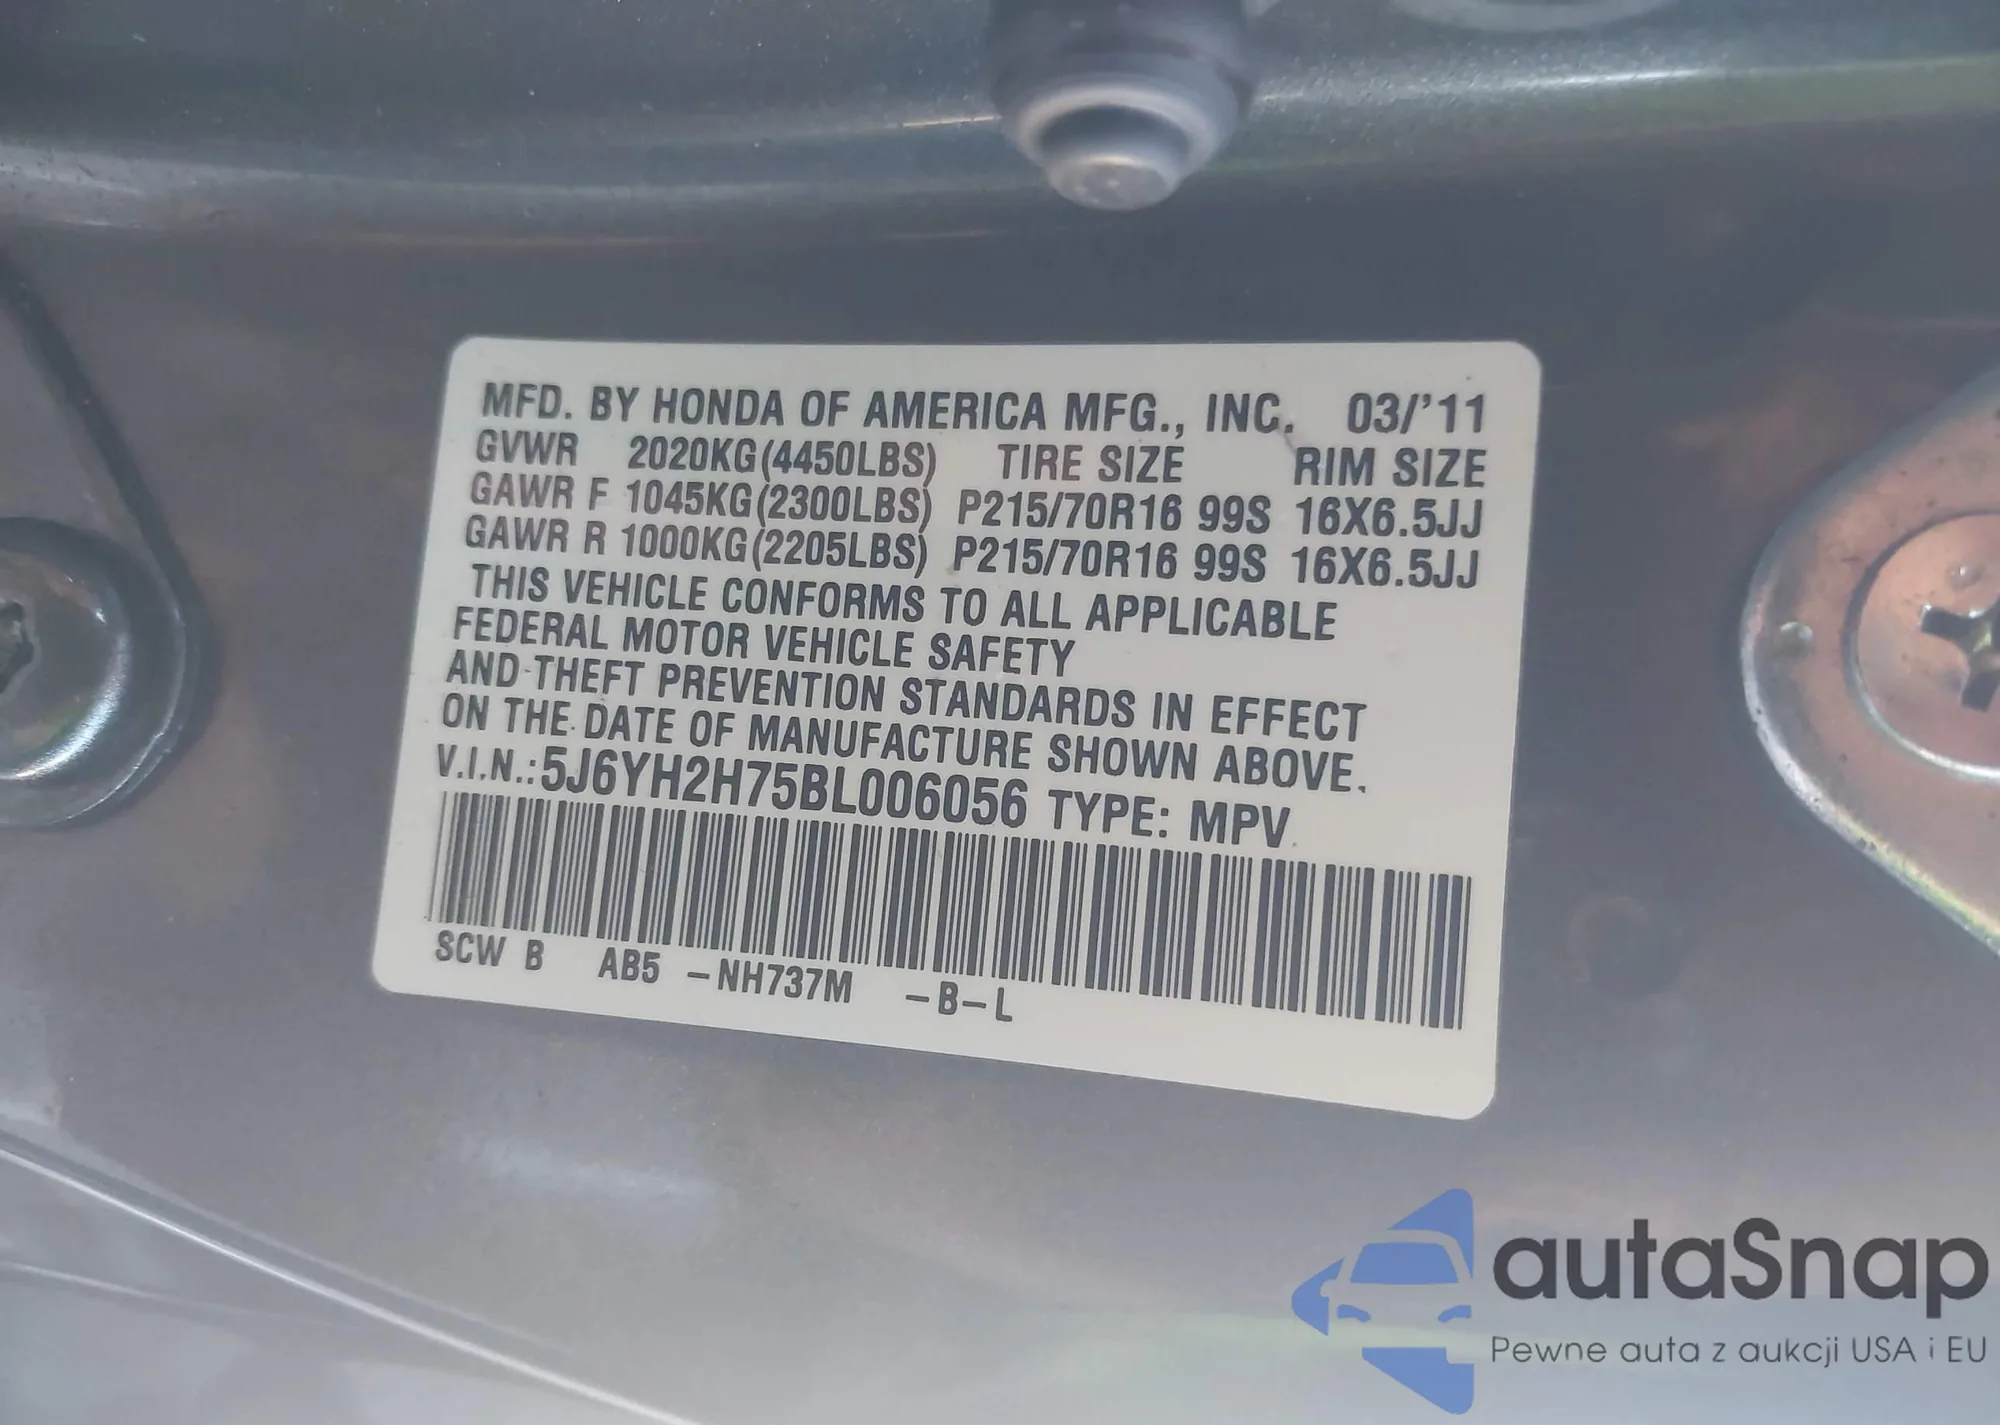 MFD. BY HONDA OF AMERICA MFG., INC. 03/'11
GVWR 2020KG(4450LBS) TIRE SIZE RIM SIZE
GAWR F 1045KG(2300LBS) P215/70R16 99S 16X6.5JJ
GAWR R 1000KG(2205LBS) P215/70R16 99S 16X6.5JJ
THIS VEHICLE CONFORMS TO ALL APPLICABLE
FEDERAL MOTOR VEHICLE SAFETY
AND THEFT PREVENTION STANDARDS IN EFFECT
ON THE DATE OF MANUFACTURE SHOWN ABOVE.
V.I.N.:5J6YH2H75BL006056 TYPE: MPV
SCW B AB5 -NH737M -B-L
autaSnap
Pewne auta z aukcji USA i EU